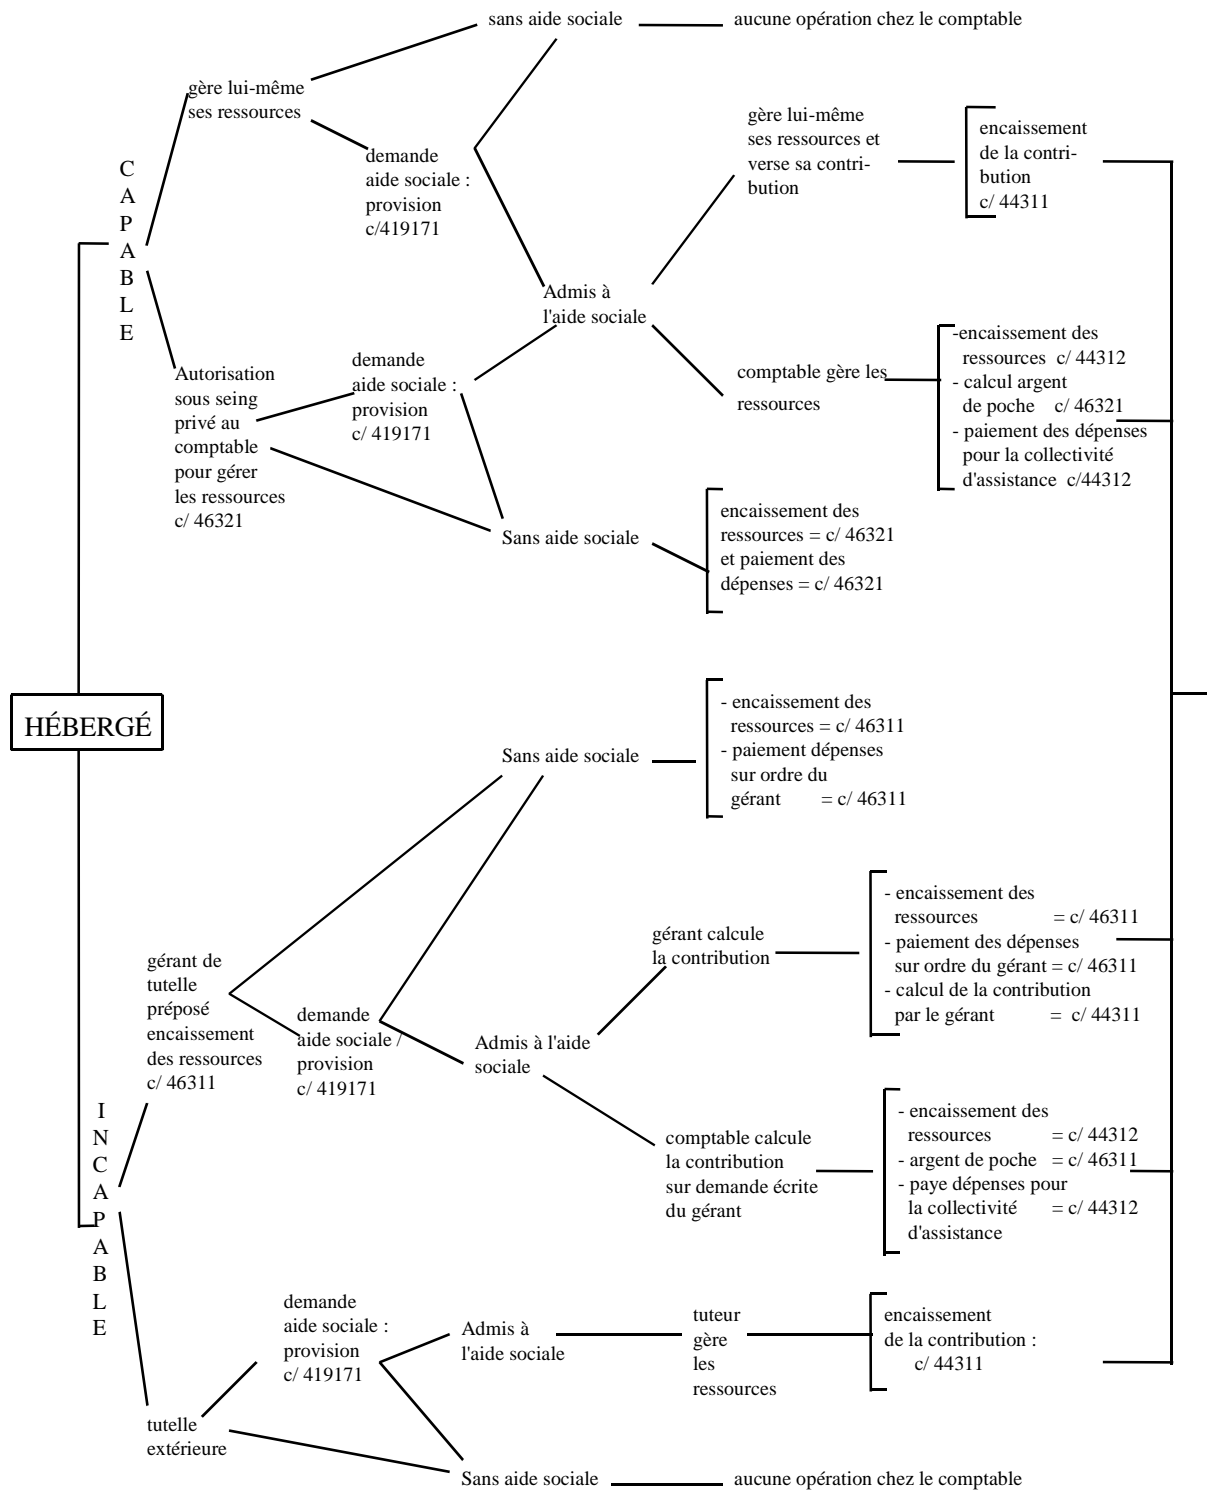 sans aide sociale
aucune opération chez le comptable
gère lui-même
ses ressources
demande
aide sociale :
provision
c/419171
gère lui-même
ses ressources et
verse sa contri-
bution
encaissement
de la contri-
bution
c/ 44311
CAPABLE
Admis à
l'aide sociale
Autorisation
sous seing
privé au
comptable
pour gérer
les ressources
c/ 46321
demande
aide sociale :
provision
c/ 419171
comptable gère les
ressources
-encaissement des
ressources c/ 44312
- calcul argent
de poche c/ 46321
- paiement des dépenses
pour la collectivité
d'assistance c/44312
Sans aide sociale
encaissement des
ressources = c/ 46321
et paiement des
dépenses = c/ 46321
HÉBERGÉ
Sans aide sociale
- encaissement des
ressources = c/ 46311
- paiement dépenses
sur ordre du
gérant = c/ 46311
gérant de
tutelle
préposé
encaissement
des ressources
c/ 46311
demande
aide sociale /
provision
c/ 419171
Admis à l'aide
sociale
gérant calcule
la contribution
- encaissement des
ressources = c/ 46311
- paiement des dépenses
sur ordre du gérant = c/ 46311
- calcul de la contribution
par le gérant = c/ 44311
INCAPABLE
comptable calcule
la contribution
sur demande écrite
du gérant
- encaissement des
ressources = c/ 44312
- argent de poche = c/ 46311
- paye dépenses pour
la collectivité = c/ 44312
d'assistance
demande
aide sociale :
provision
c/ 419171
Admis à
l'aide sociale
tuteur
gère
les
ressources
encaissement
de la contribution :
c/ 44311
tutelle
extérieure
Sans aide sociale
aucune opération chez le comptable